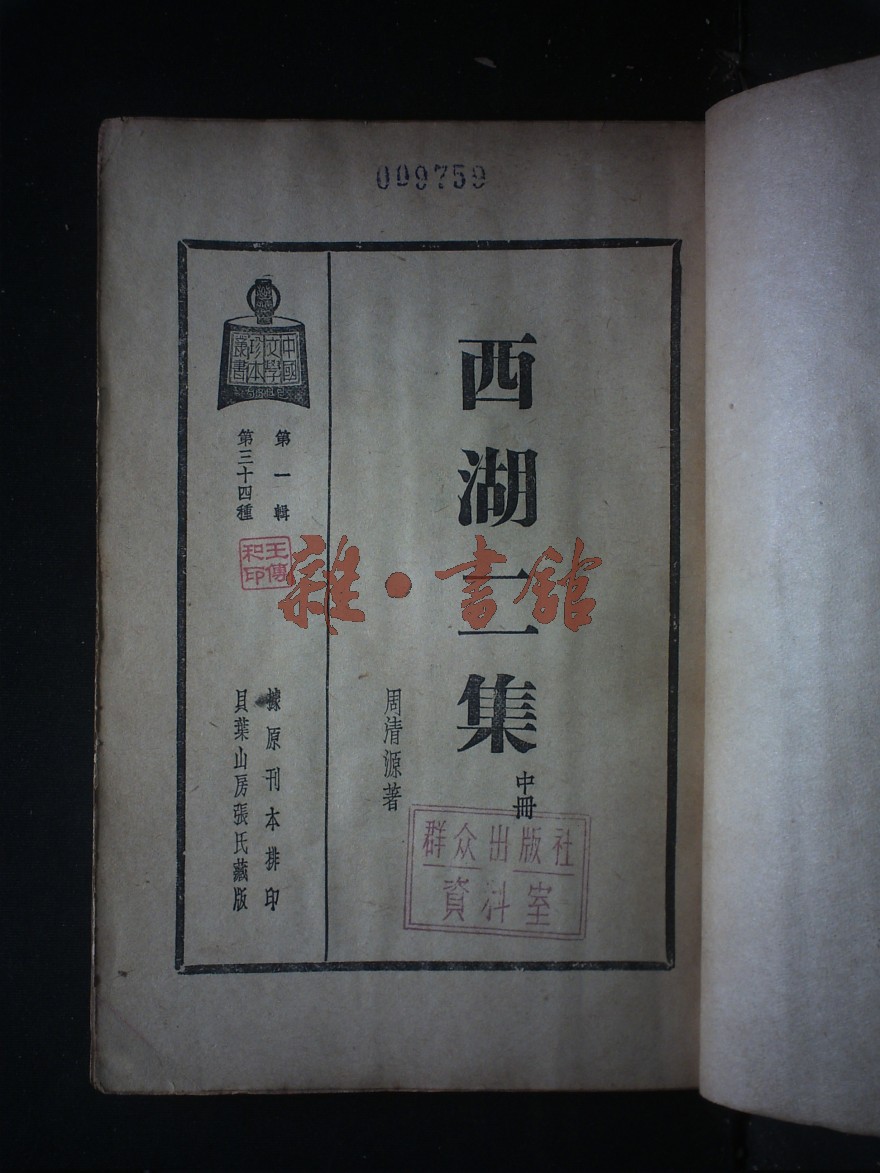 009759
西湖二集
中冊
周清源著
中國
文學
珍本
叢書
第一輯
第三十四種
王傳
和印
據原刊本排印
貝葉山房張氏藏版
雜·書館
群众出版社
資料室